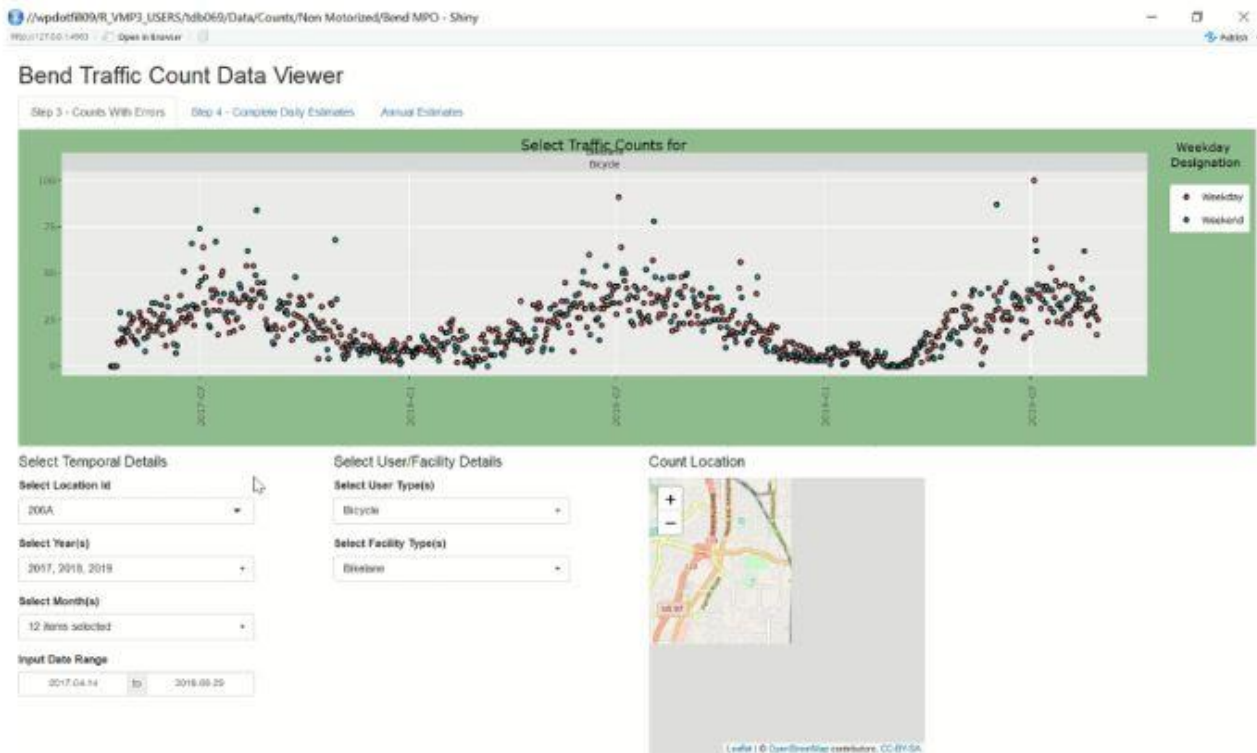 //wpdotfill09/R_VMP3_USERS/tdb069/Data/Counts/Non Motorized/Bend MPO - Shiny
Open in Browser
Publish
Bend Traffic Count Data Viewer
Step 3 - Counts With Errors
Step 4 - Complete Daily Estimates
Annual Estimates
Select Traffic Counts for
Bicycle
Weekday
Designation
Weekday
Weekend
100
75
50
25
0
2017-07
2018-01
2018-07
2019-01
2019-07
Select Temporal Details
Select User/Facility Details
Count Location
Select Location Id
206A
Select Year(s)
2017, 2018, 2019
Select Month(s)
12 items selected
Input Date Range
2017.04.14
to
Select User Type(s)
Bicycle
Select Facility Type(s)
Bikelane
+
−
US 97
Leaflet | © OpenStreetMap contributors, CC-BY-SA